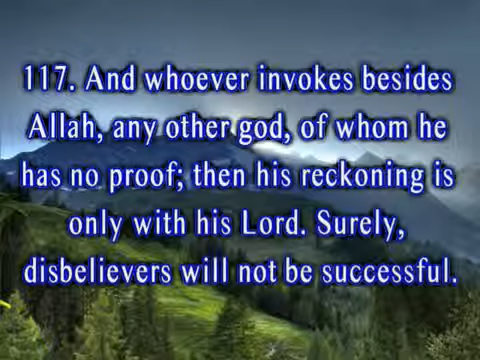 117. And whoever invokes besides
Allah, any other god, of whom he
has no proof; then his reckoning is
only with his Lord. Surely,
disbelievers will not be successful.